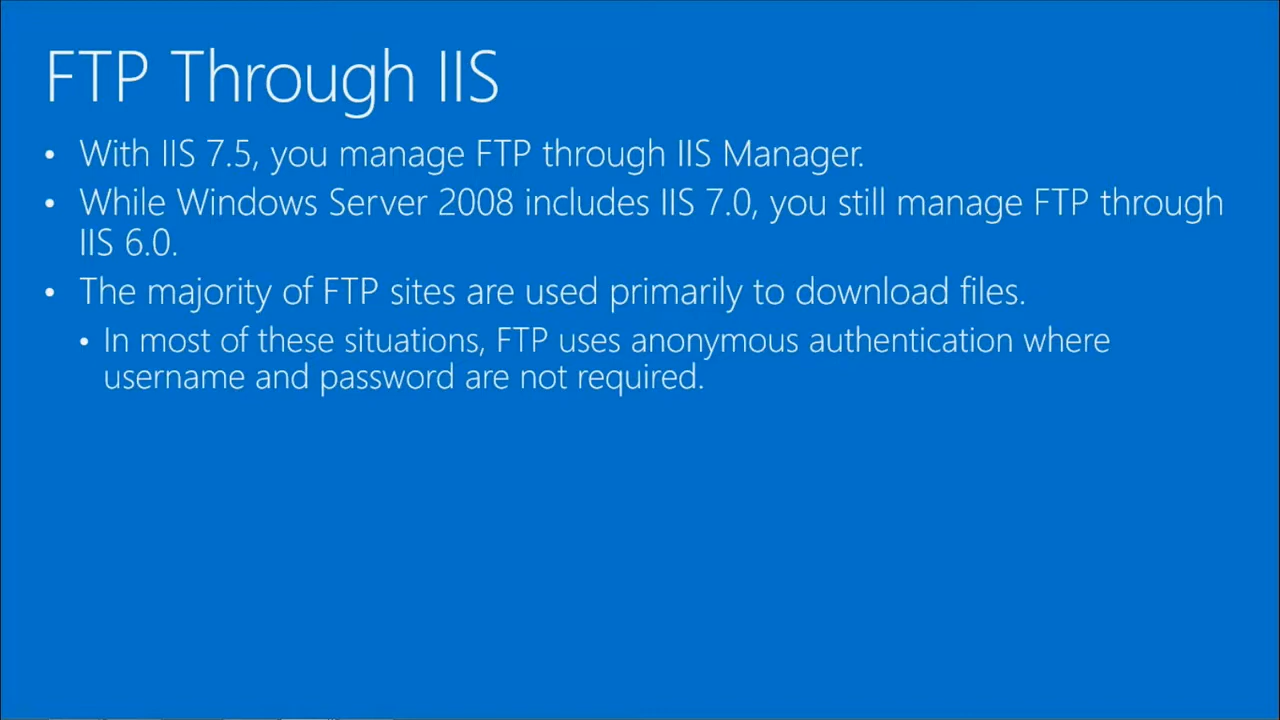 FTP Through IIS
• With IIS 7.5, you manage FTP through IIS Manager.
• While Windows Server 2008 includes IIS 7.0, you still manage FTP through
IIS 6.0.
• The majority of FTP sites are used primarily to download files.
• In most of these situations, FTP uses anonymous authentication where
username and password are not required.